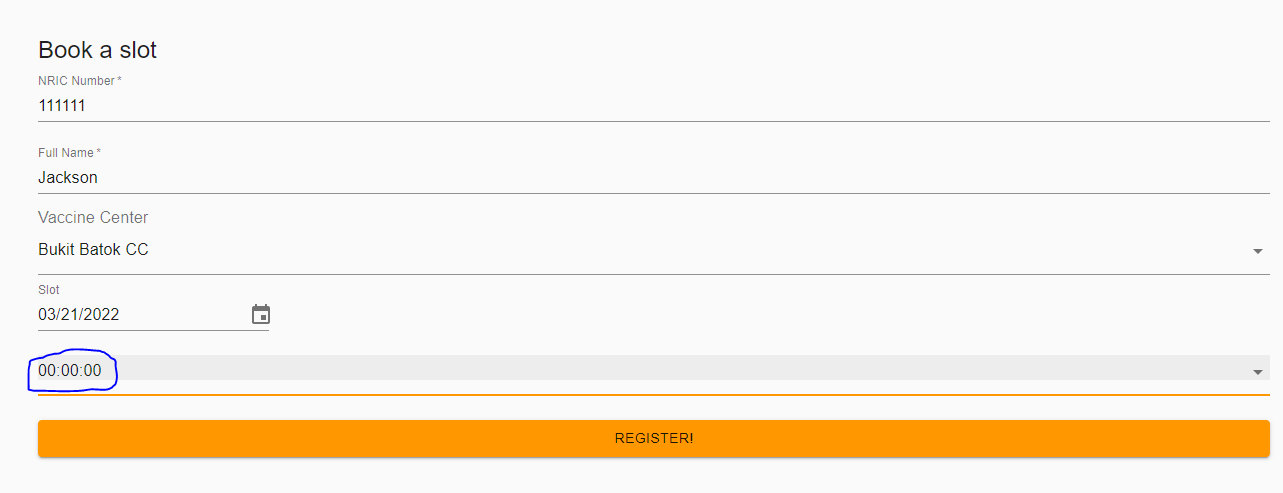 Book a slot
NRIC Number *
111111
Full Name *
Jackson
Vaccine Center
Bukit Batok CC
Slot
03/21/2022
00:00:00
REGISTER!